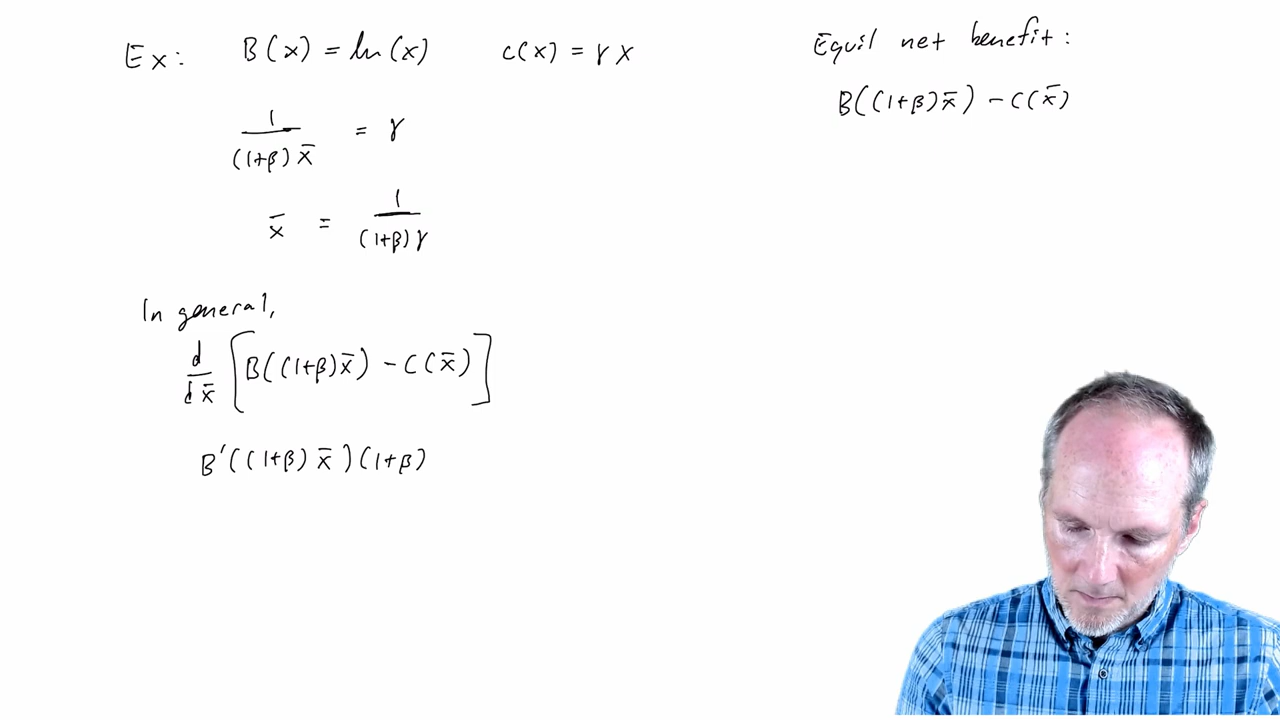 Ex: B(x) = ln(x) c(x) = γx
1/((1+β)x̄) = γ
x̄ = 1/((1+β)γ)
In general,
d/dx̄ [B((1+β)x̄) − C(x̄)]
B′((1+β)x̄)(1+β)
Equil net benefit:
B((1+β)x̄) − C(x̄)